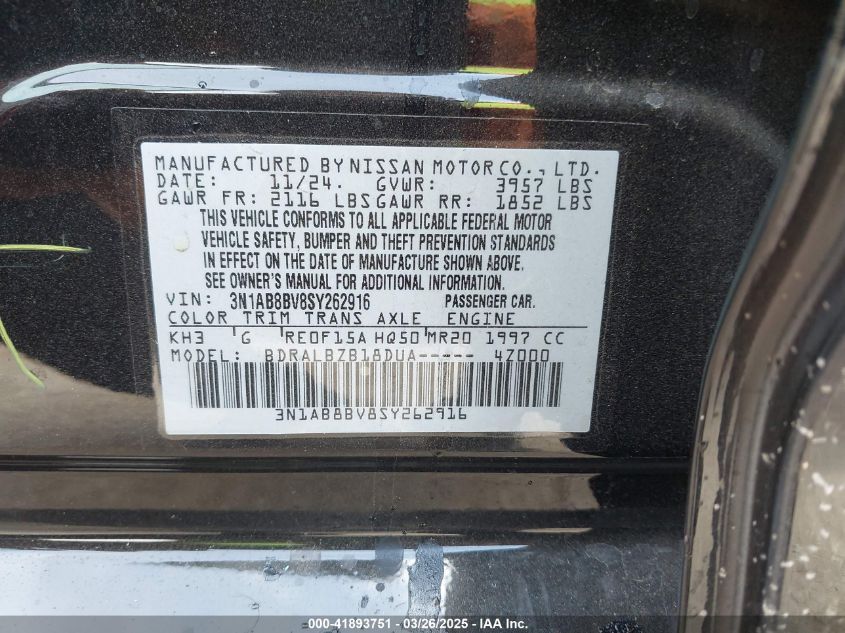 MANUFACTURED BY NISSAN MOTOR CO., LTD.
DATE: 11/24. GVWR: 3957 LBS
GAWR FR: 2116 LBS GAWR RR: 1852 LBS
THIS VEHICLE CONFORMS TO ALL APPLICABLE FEDERAL MOTOR
VEHICLE SAFETY, BUMPER AND THEFT PREVENTION STANDARDS
IN EFFECT ON THE DATE OF MANUFACTURE SHOWN ABOVE.
SEE OWNER'S MANUAL FOR ADDITIONAL INFORMATION.
VIN: 3N1AB8BV8SY262916 PASSENGER CAR.
COLOR TRIM TRANS AXLE ENGINE
KH3 G RE0F15A HQ50 MR20 1997 CC
MODEL: BDRALBZB18DUA----- 4Z000
3N1AB8BV8SY262916
000-41893751 - 03/26/2025 - IAA Inc.